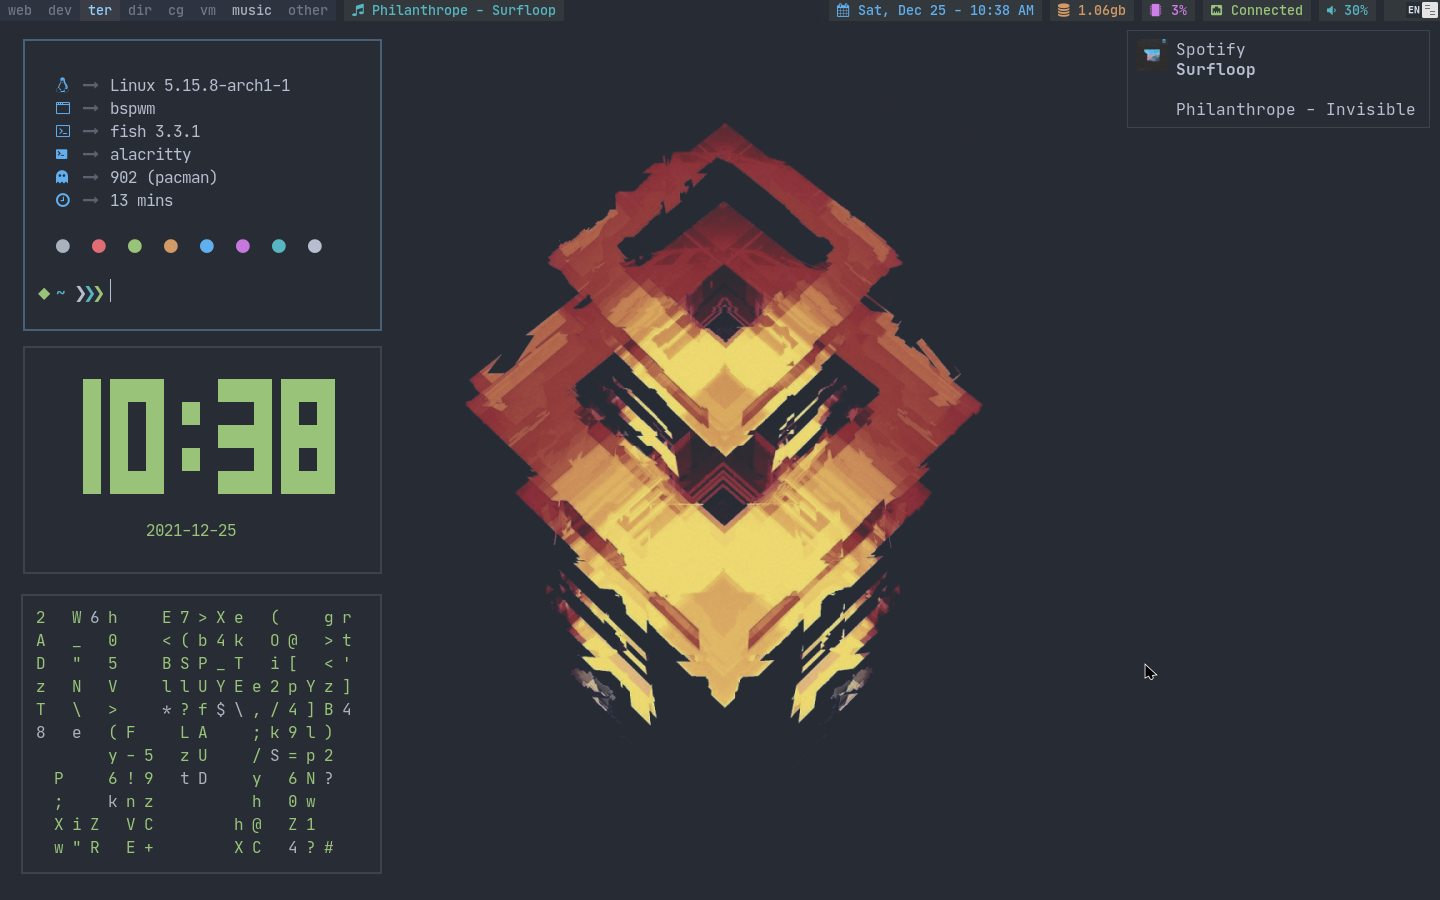 web dev ter dir cg vm music other Philanthrope - Surfloop Sat, Dec 25 - 10:38 AM 1.06gb 3% Connected 30% EN
Spotify
Surfloop
Philanthrope - Invisible
Linux 5.15.8-arch1-1
bspwm
fish 3.3.1
alacritty
902 (pacman)
13 mins
~ ❯❯❯
10:38
2021-12-25
2 W 6 h E 7 > X e ( g r
A _ 0 < ( b 4 k O @ > t
D " 5 B S P _ T i [ < '
z N V l l U Y E e 2 p Y z ]
T \ > * ? f $ \ , / 4 ] B 4
8 e ( F L A ; k 9 l )
y - 5 z U / S = p 2
P 6 ! 9 t D y 6 N ?
; k n z h 0 w
X i Z V C h @ Z 1
w " R E + X C 4 ? #